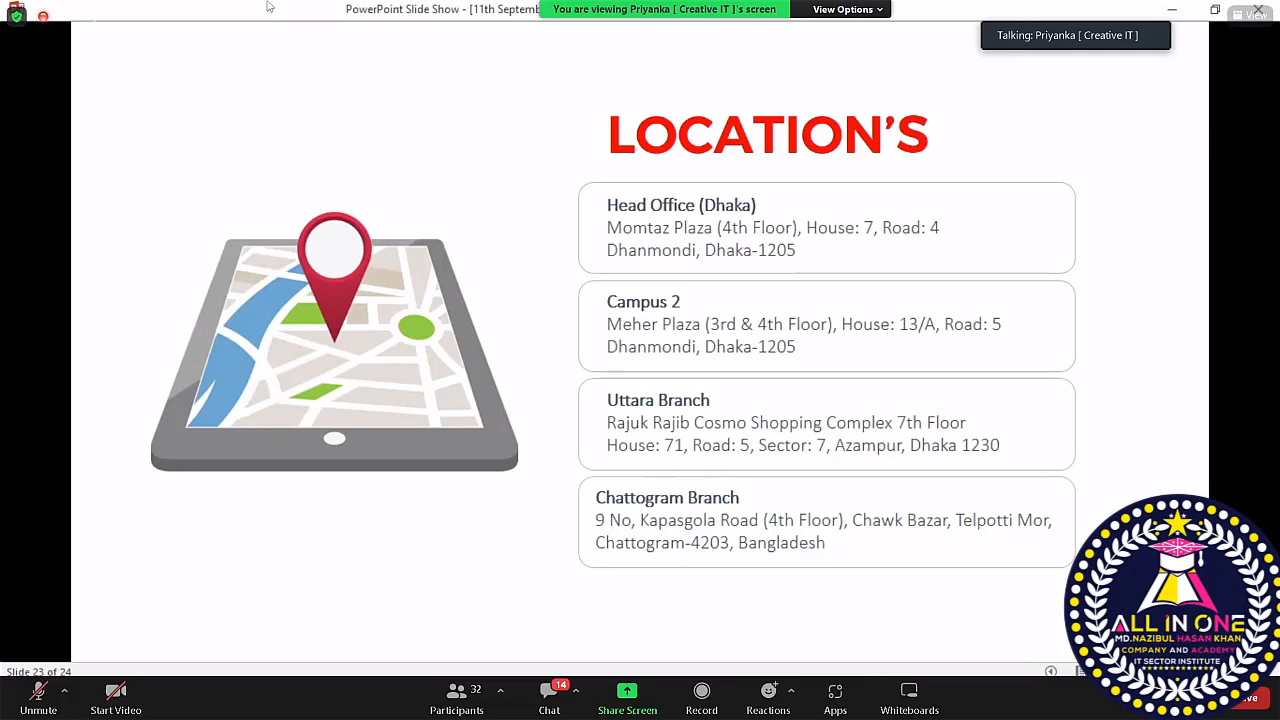 PowerPoint Slide Show - [11th Septemb
You are viewing Priyanka [ Creative IT ]'s screen
View Options
View
Talking: Priyanka [ Creative IT ]
LOCATION'S
Head Office (Dhaka)
Momtaz Plaza (4th Floor), House: 7, Road: 4
Dhanmondi, Dhaka-1205
Campus 2
Meher Plaza (3rd & 4th Floor), House: 13/A, Road: 5
Dhanmondi, Dhaka-1205
Uttara Branch
Rajuk Rajib Cosmo Shopping Complex 7th Floor
House: 71, Road: 5, Sector: 7, Azampur, Dhaka 1230
Chattogram Branch
9 No, Kapasgola Road (4th Floor), Chawk Bazar, Telpotti Mor,
Chattogram-4203, Bangladesh
ALL IN ONE
MD.NAZIBUL HASAN KHAN
COMPANY AND ACADEMY
IT SECTOR INSTITUTE
Slide 23 of 24
32
14
Unmute
Start Video
Participants
Chat
Share Screen
Record
Reactions
Apps
Whiteboards